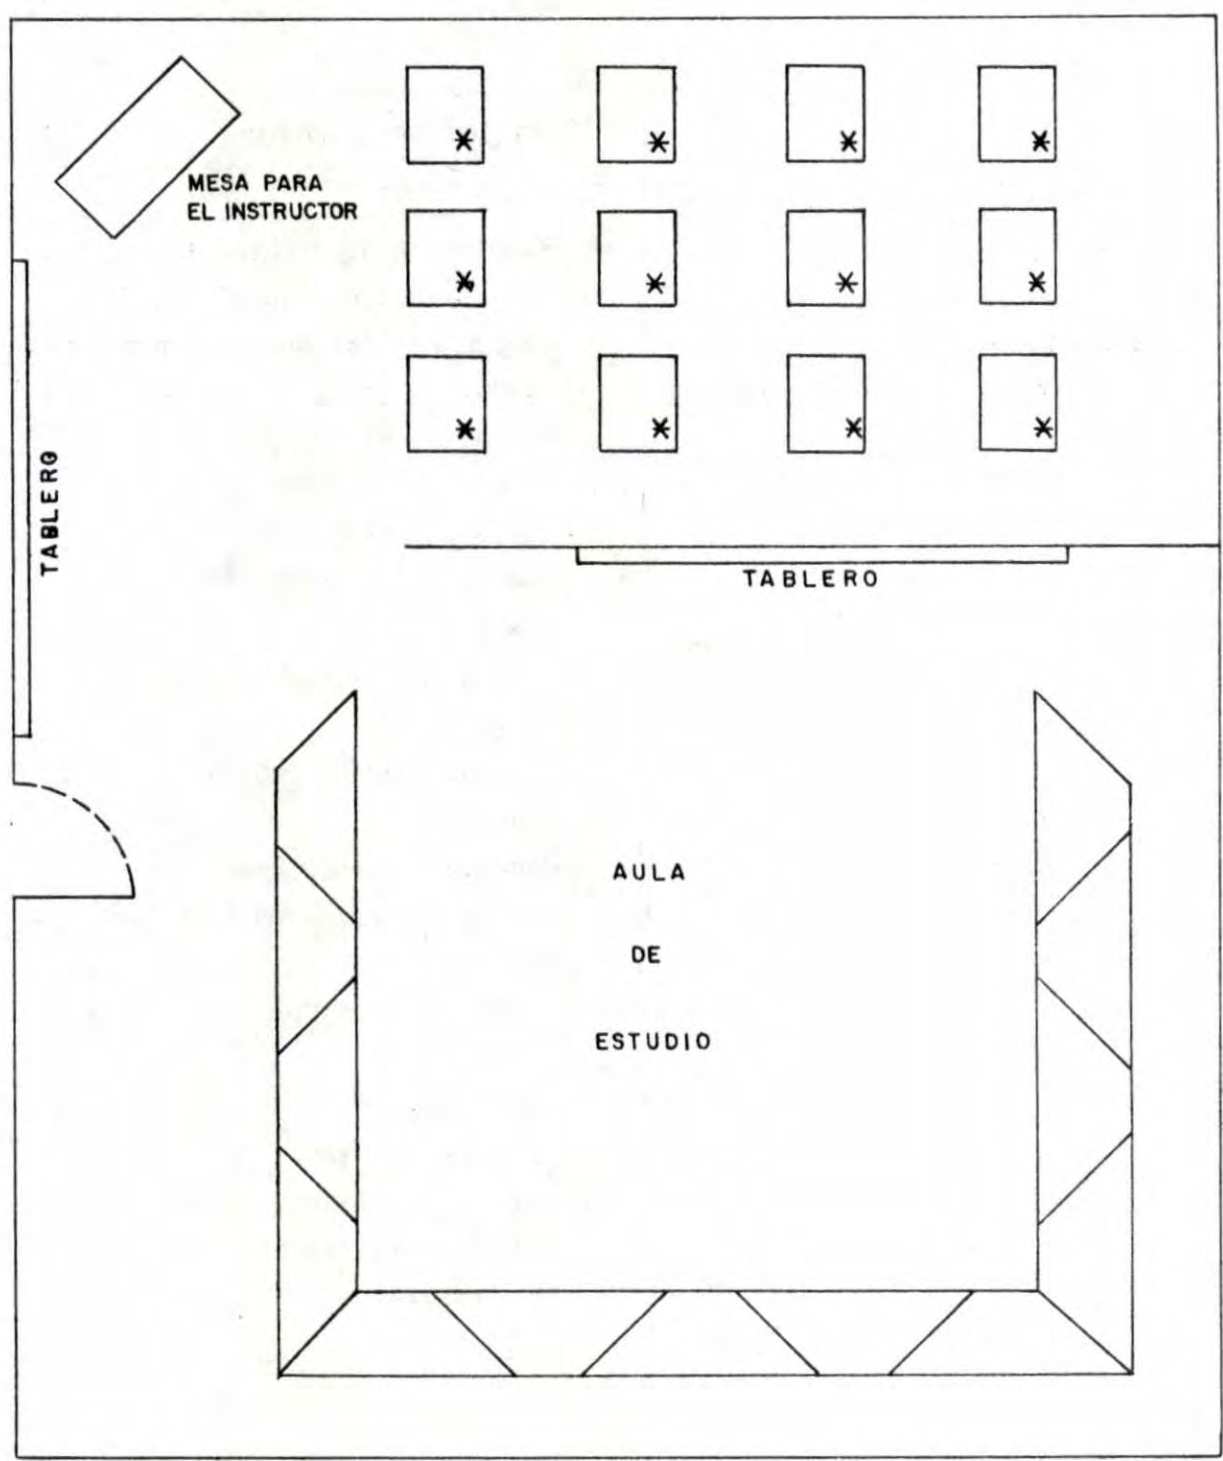 MESA PARA
EL INSTRUCTOR
TABLERO
TABLERO
AULA
DE
ESTUDIO